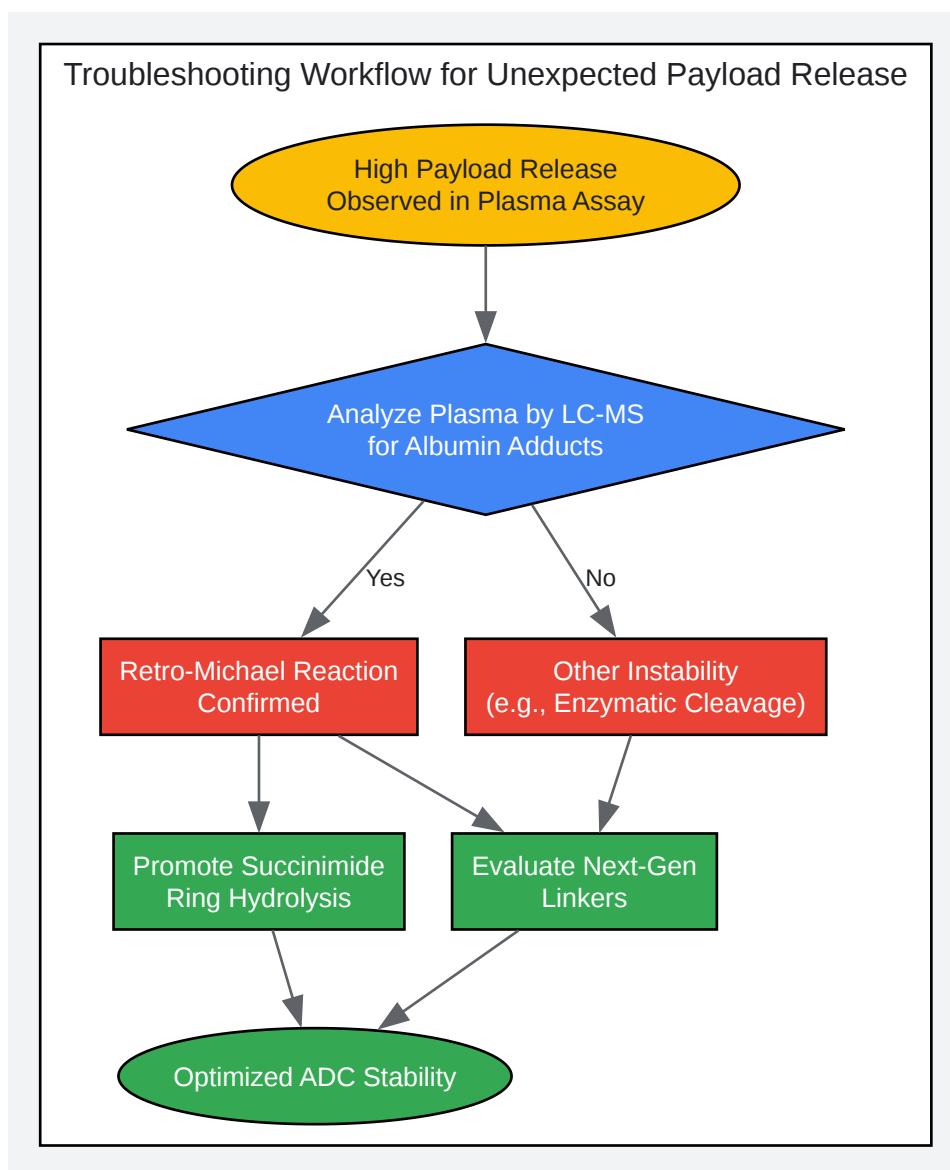 Troubleshooting Workflow for Unexpected Payload Release
High Payload Release
Observed in Plasma Assay
Analyze Plasma by LC-MS
for Albumin Adducts
Yes
No
Retro-Michael Reaction
Confirmed
Other Instability
(e.g., Enzymatic Cleavage)
Promote Succinimide
Ring Hydrolysis
Evaluate Next-Gen
Linkers
Optimized ADC Stability